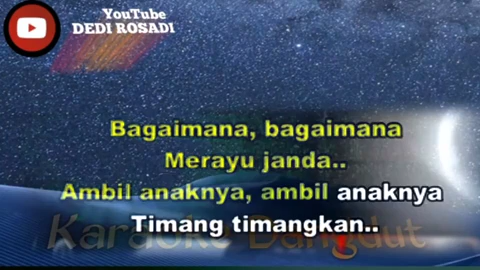 YouTube
DEDI ROSADI
Bagaimana, bagaimana
Merayu janda..
Ambil anaknya, ambil anaknya
Timang timangkan..
Karaoke Dangdut